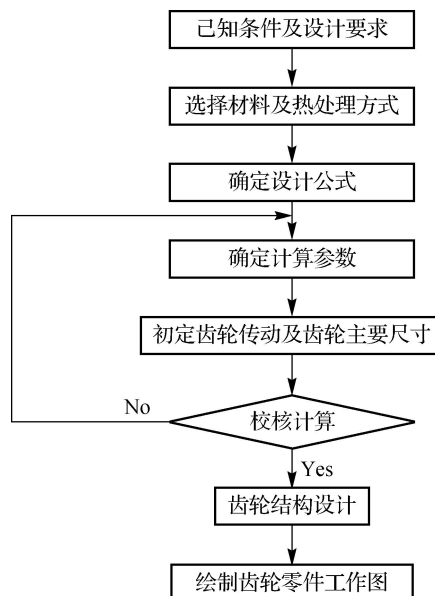 已知条件及设计要求
选择材料及热处理方式
确定设计公式
确定计算参数
初定齿轮传动及齿轮主要尺寸
校核计算
No
Yes
齿轮结构设计
绘制齿轮零件工作图